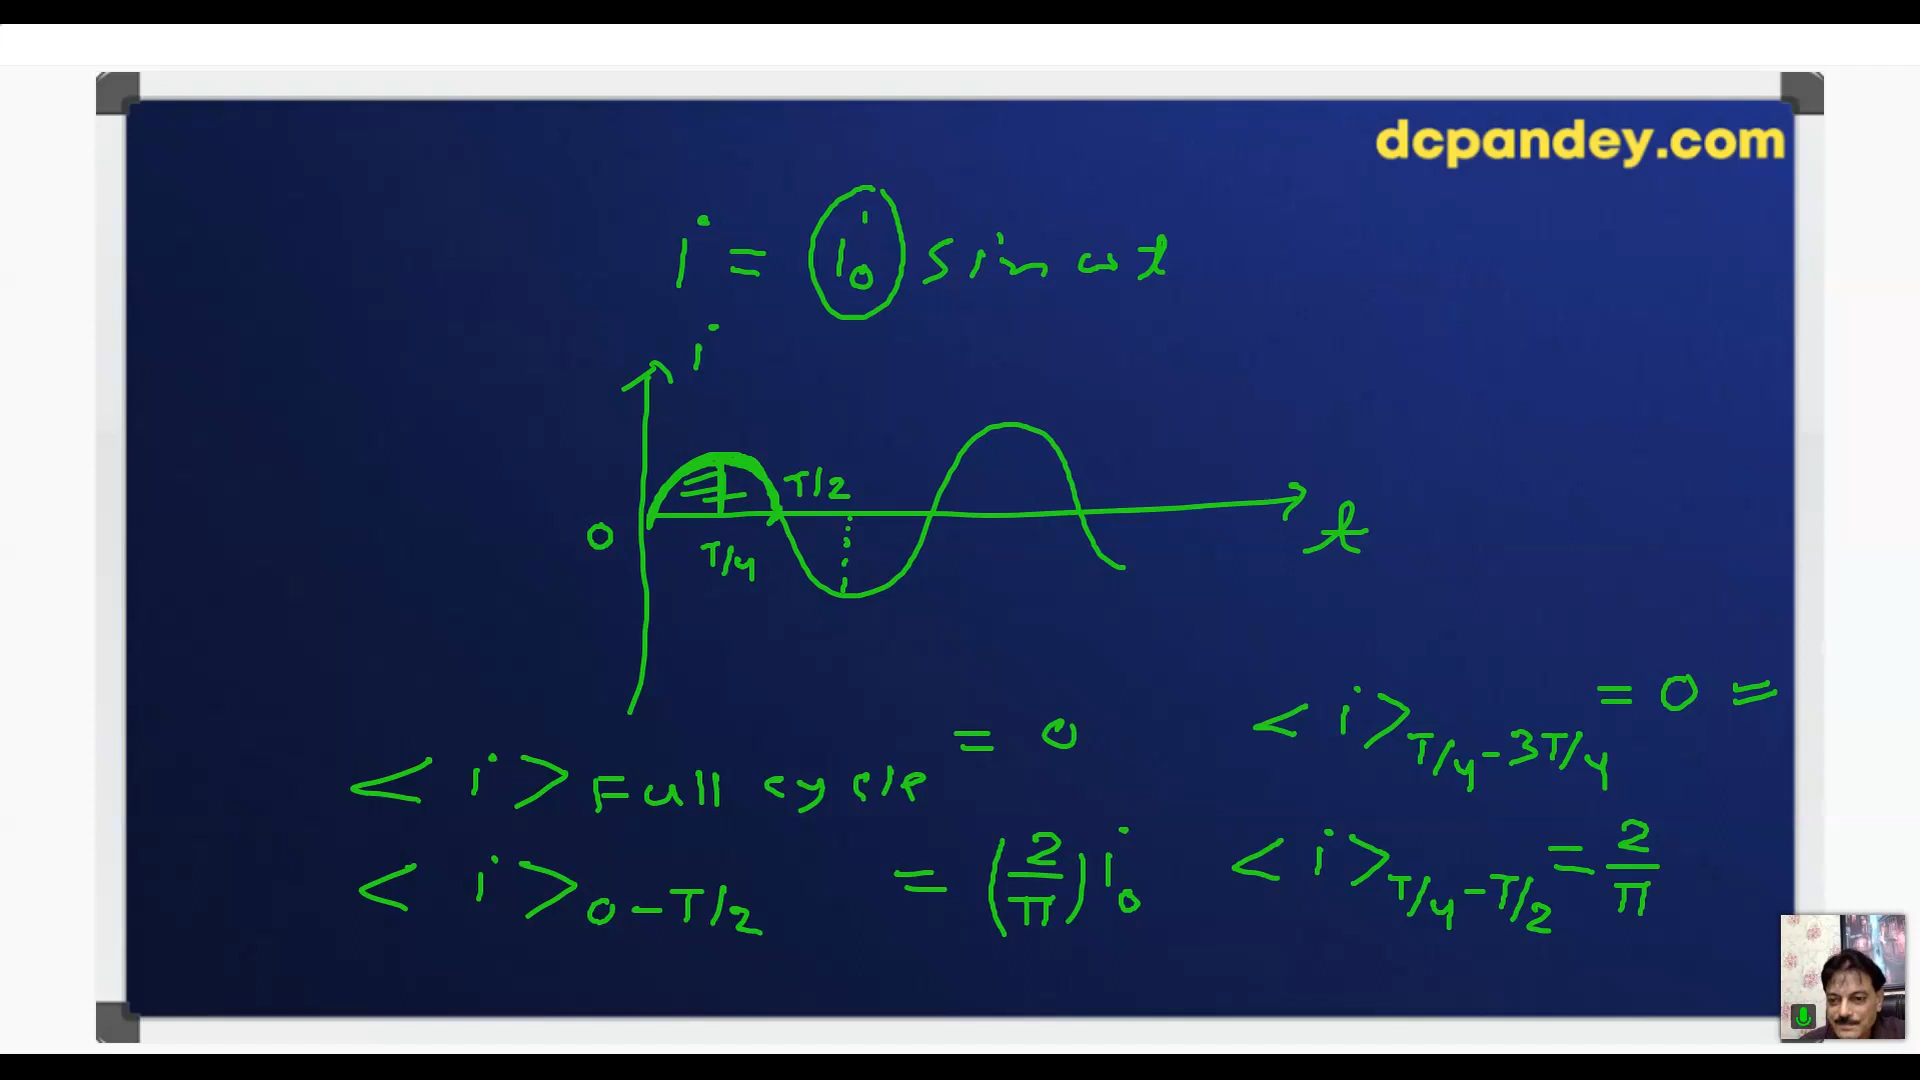 dcpandey.com
i = i₀ sin ωt
i
T/2
0
T/4
t
< i > Full cycle = 0
< i > 0 - T/2 = (2/π) i₀
< i > T/4 - 3T/4 = 0 =
< i > T/4 - T/2 = 2/π